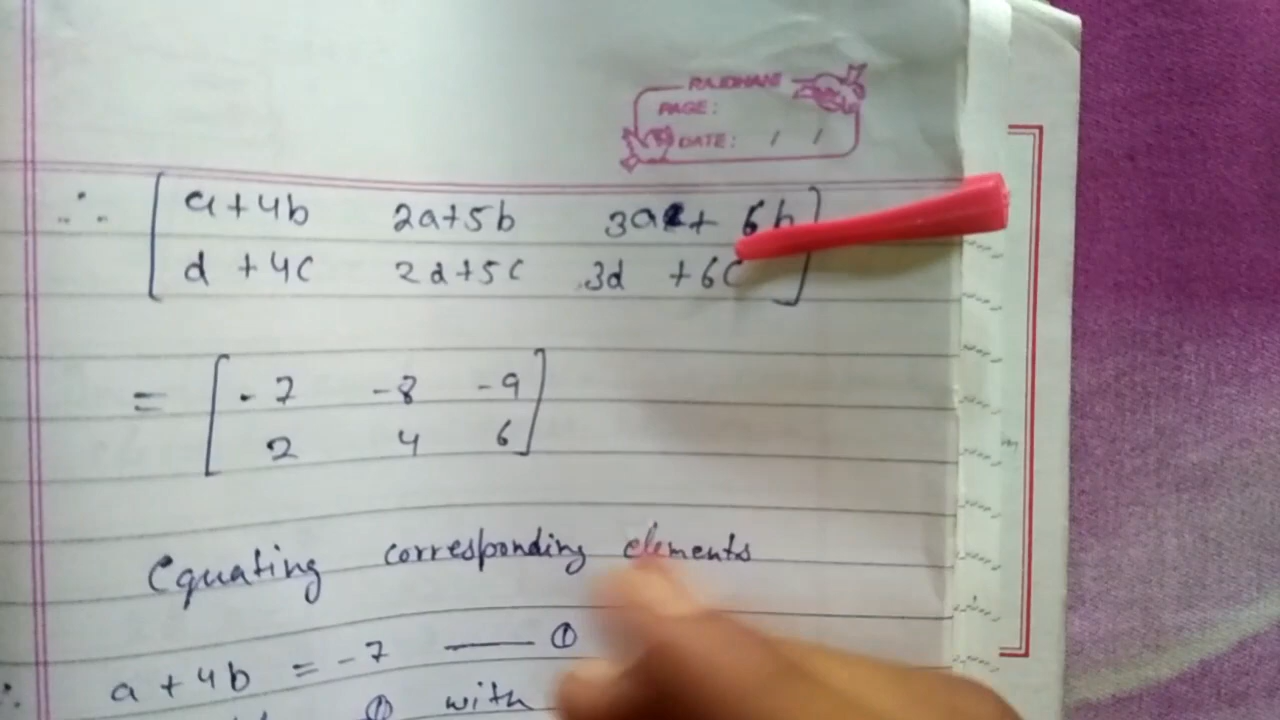 RAJDHANI
PAGE:
DATE: / /
∴ [ a+4b 2a+5b 3a+ 6b ]
d +4c 2d+5c 3d +6c
= [ -7 -8 -9 ]
2 4 6
Equating corresponding elements
∴ a+4b = -7 —— ①
① with